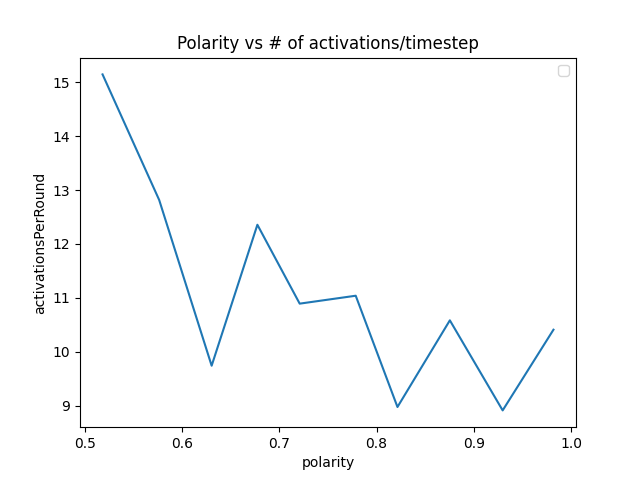 Polarity vs # of activations/timestep
15
14
13
12
11
10
9
activationsPerRound
0.5 0.6 0.7 0.8 0.9 1.0
polarity